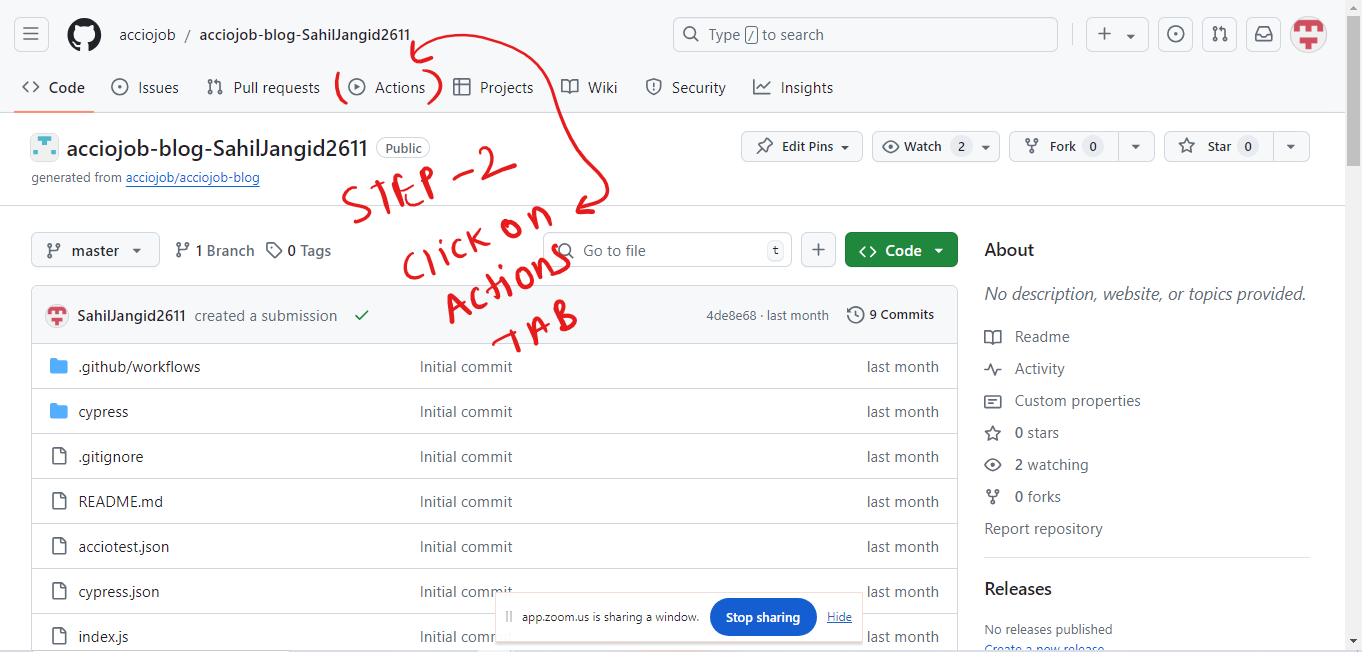 acciojob / acciojob-blog-SahilJangid2611
Type / to search
Code Issues Pull requests Actions Projects Wiki Security Insights
acciojob-blog-SahilJangid2611 Public
Edit Pins Watch 2 Fork 0 Star 0
generated from acciojob/acciojob-blog
STEP-2
Click on
Actions
TAB
master 1 Branch 0 Tags
Go to file t
Code
SahilJangid2611 created a submission 4de8e68 · last month 9 Commits
.github/workflows Initial commit last month
cypress Initial commit last month
.gitignore Initial commit last month
README.md Initial commit last month
acciotest.json Initial commit last month
cypress.json Initial commit last month
index.js Initial comm last month
About
No description, website, or topics provided.
Readme
Activity
Custom properties
0 stars
2 watching
0 forks
Report repository
Releases
No releases published
Create a new release
app.zoom.us is sharing a window. Stop sharing Hide